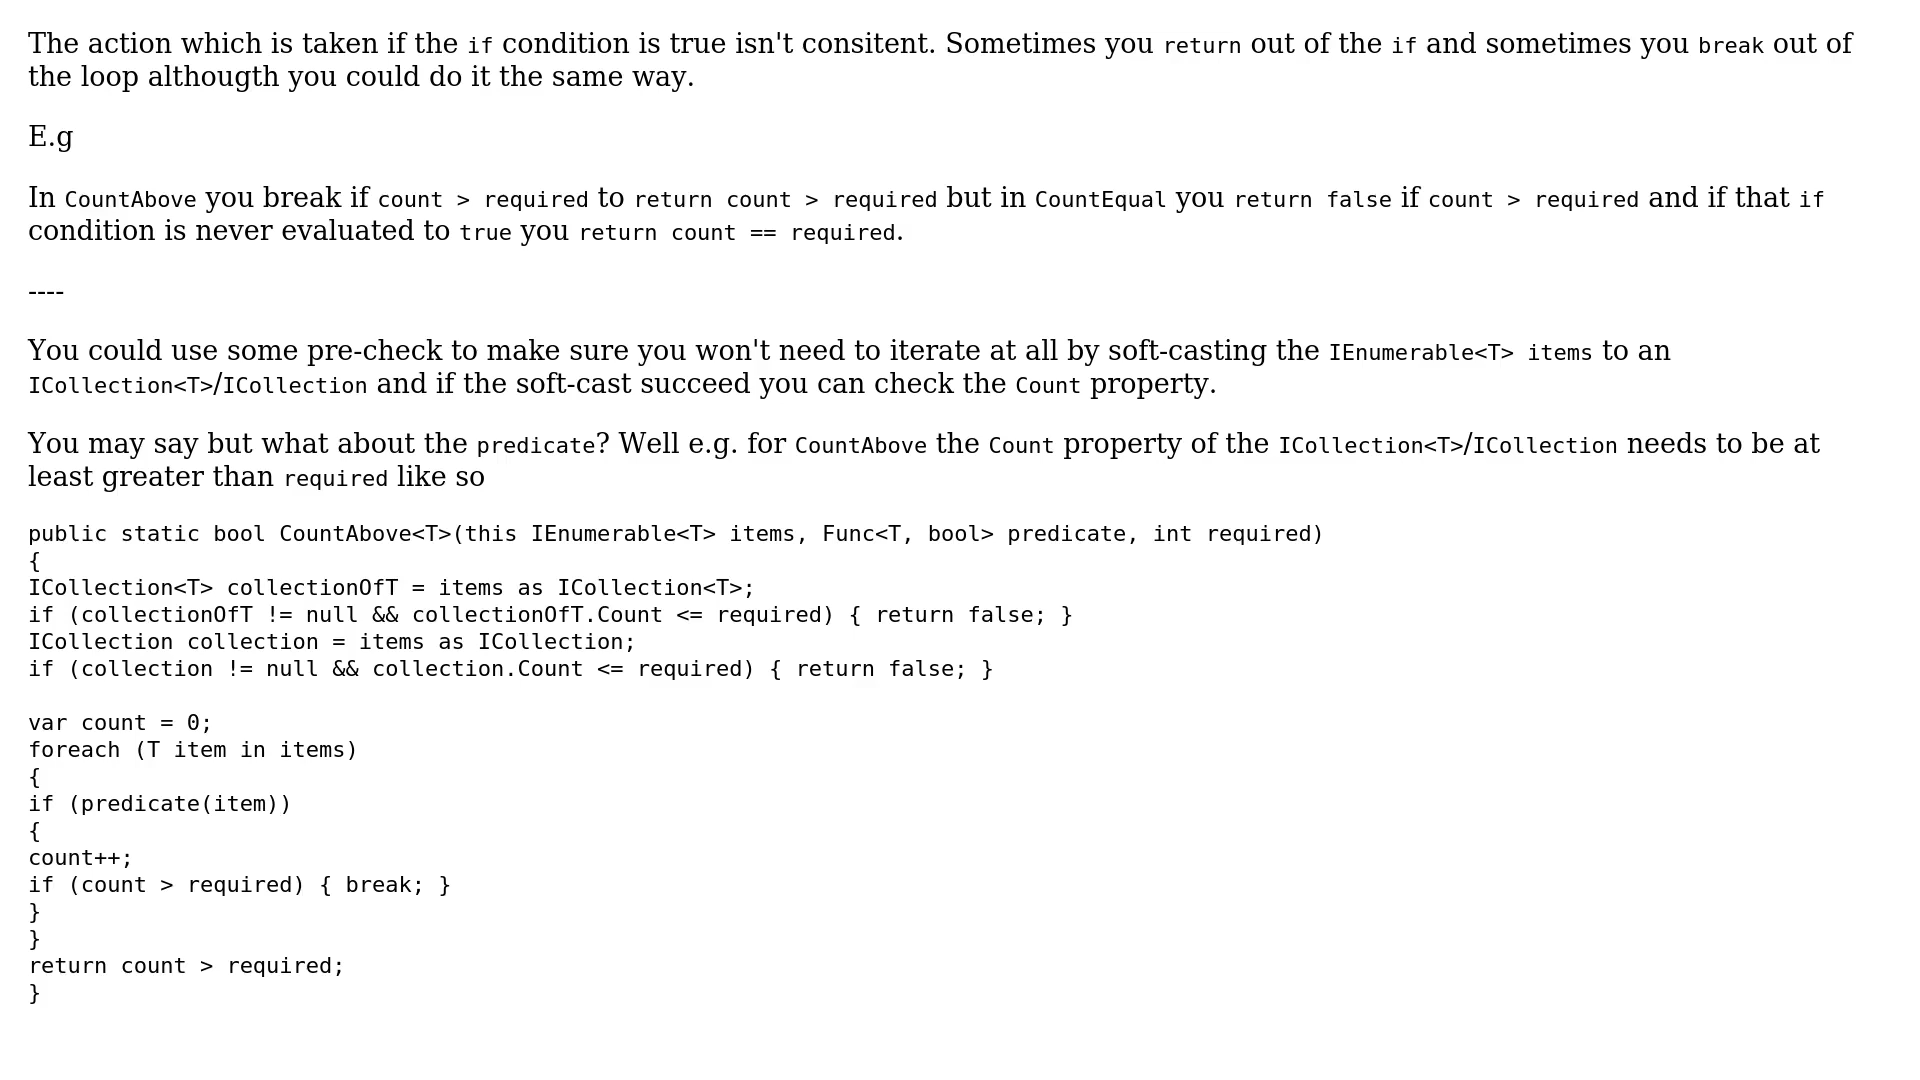 The action which is taken if the if condition is true isn't consitent. Sometimes you return out of the if and sometimes you break out of
the loop althougth you could do it the same way.
E.g
In CountAbove you break if count > required to return count > required but in CountEqual you return false if count > required and if that if
condition is never evaluated to true you return count == required.
----
You could use some pre-check to make sure you won't need to iterate at all by soft-casting the IEnumerable<T> items to an
ICollection<T>/ICollection and if the soft-cast succeed you can check the Count property.
You may say but what about the predicate? Well e.g. for CountAbove the Count property of the ICollection<T>/ICollection needs to be at
least greater than required like so
public static bool CountAbove<T>(this IEnumerable<T> items, Func<T, bool> predicate, int required)
{
ICollection<T> collectionOfT = items as ICollection<T>;
if (collectionOfT != null && collectionOfT.Count <= required) { return false; }
ICollection collection = items as ICollection;
if (collection != null && collection.Count <= required) { return false; }
var count = 0;
foreach (T item in items)
{
if (predicate(item))
{
count++;
if (count > required) { break; }
}
}
return count > required;
}